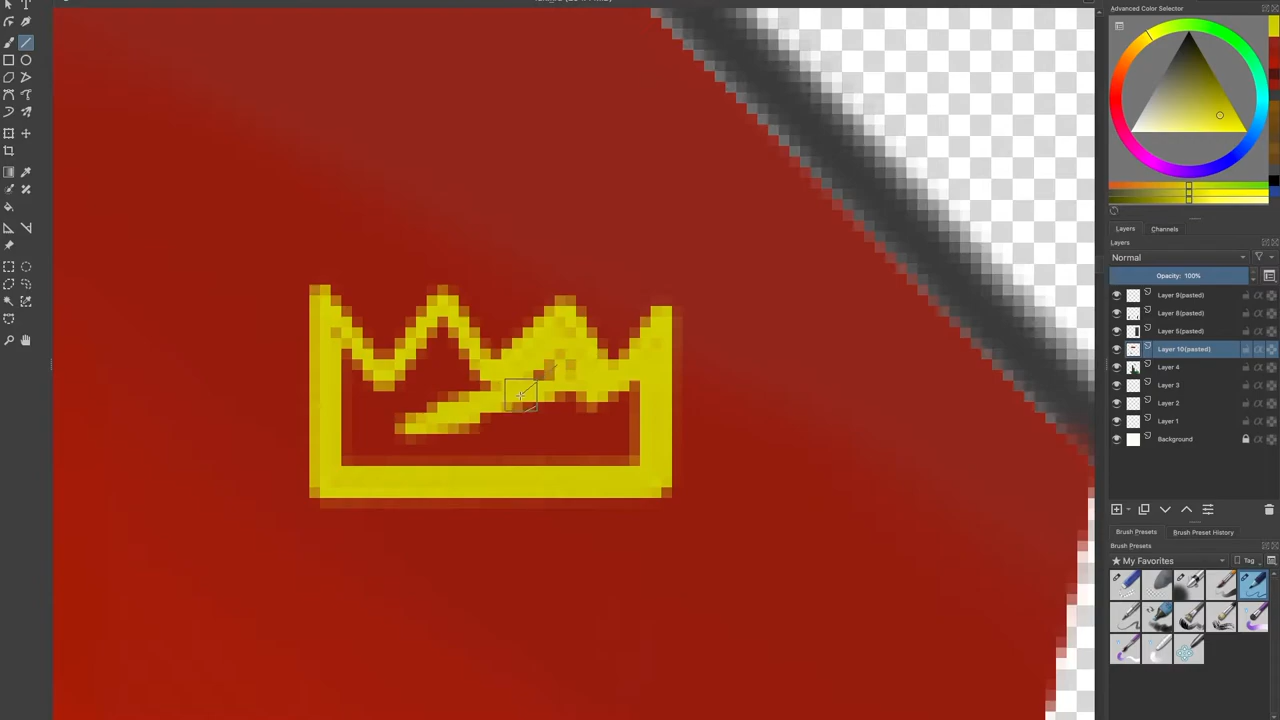 Advanced Color Selector
Layers Channels
Layers
Normal
Opacity: 100%
Layer 9(pasted)
Layer 8(pasted)
Layer 5(pasted)
Layer 10(pasted)
Layer 4
Layer 3
Layer 2
Layer 1
Background
Brush Presets Brush Preset History
Brush Presets
★ My Favorites Tag